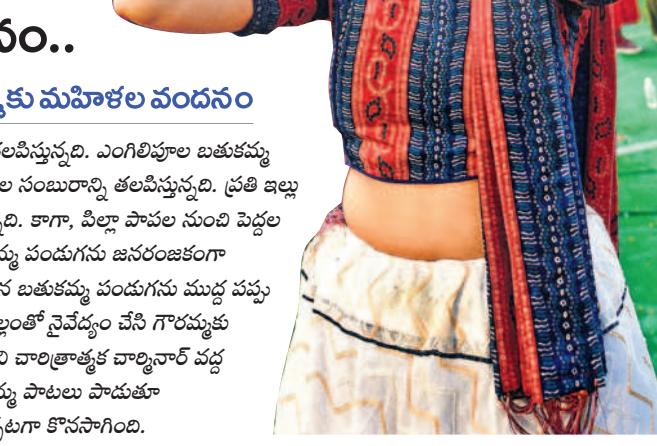 నం..
కు మహిళల వందనం
లపిస్తున్నది. ఎంగిలిపూల బతుకమ్మ
ల సంబురాన్ని తలపిస్తున్నది. ప్రతి ఇల్లు
ది. కాగా, పిల్లా పాపల నుంచి పెద్దల
మ్మ పండుగను జనరంజకంగా
న బతుకమ్మ పండుగను ముద్ద పప్పు
ల్లంతో నైవేద్యం చేసి గౌరమ్మకు
ని చారిత్రాత్మక చార్మినార్ వద్ద
మ్మ పాటలు పాడుతూ
టగా కొనసాగింది.